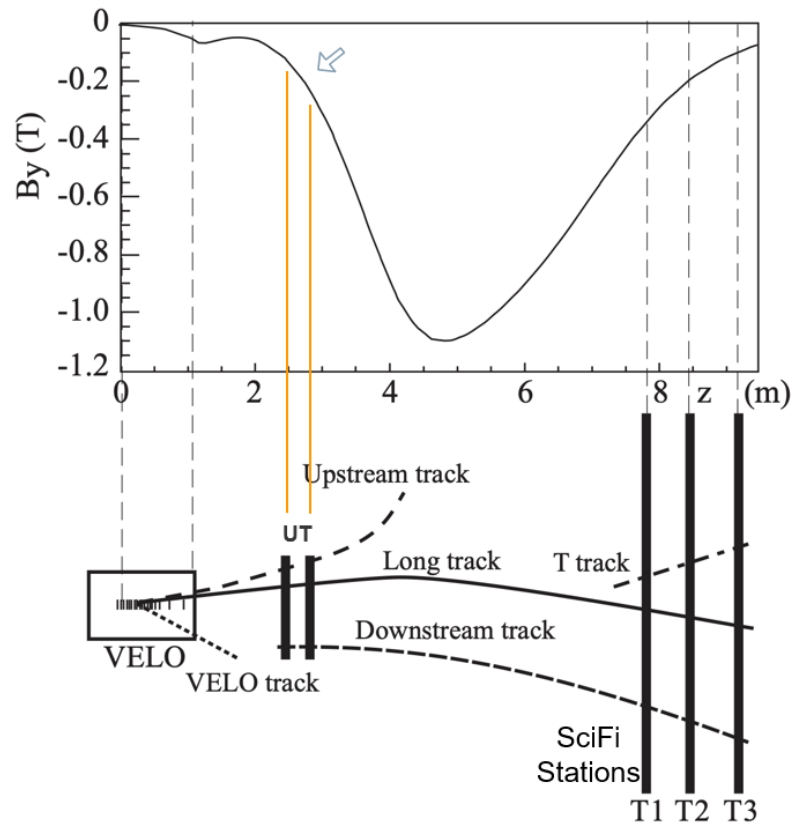 0
-0.2
-0.4
-0.6
-0.8
-1.0
-1.2
By (T)
0 2 4 6 8 z (m)
Upstream track
UT
Long track
T track
Downstream track
VELO
VELO track
SciFi
Stations
T1 T2 T3